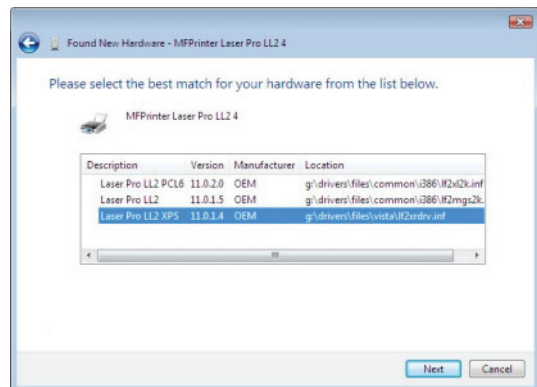 Found New Hardware - MFPrinter Laser Pro LL2 4
Please select the best match for your hardware from the list below.
MFPrinter Laser Pro LL2 4
Description Version Manufacturer Location
Laser Pro LL2 PCL6 11.0.2.0 OEM g:\drivers\files\common\i386\lf2xl2k.inf
Laser Pro LL2 11.0.1.5 OEM g:\drivers\files\common\i386\lf2mgs2k.
Laser Pro LL2 XPS 11.0.1.4 OEM g:\drivers\files\vista\lf2xrdrv.inf
Next Cancel